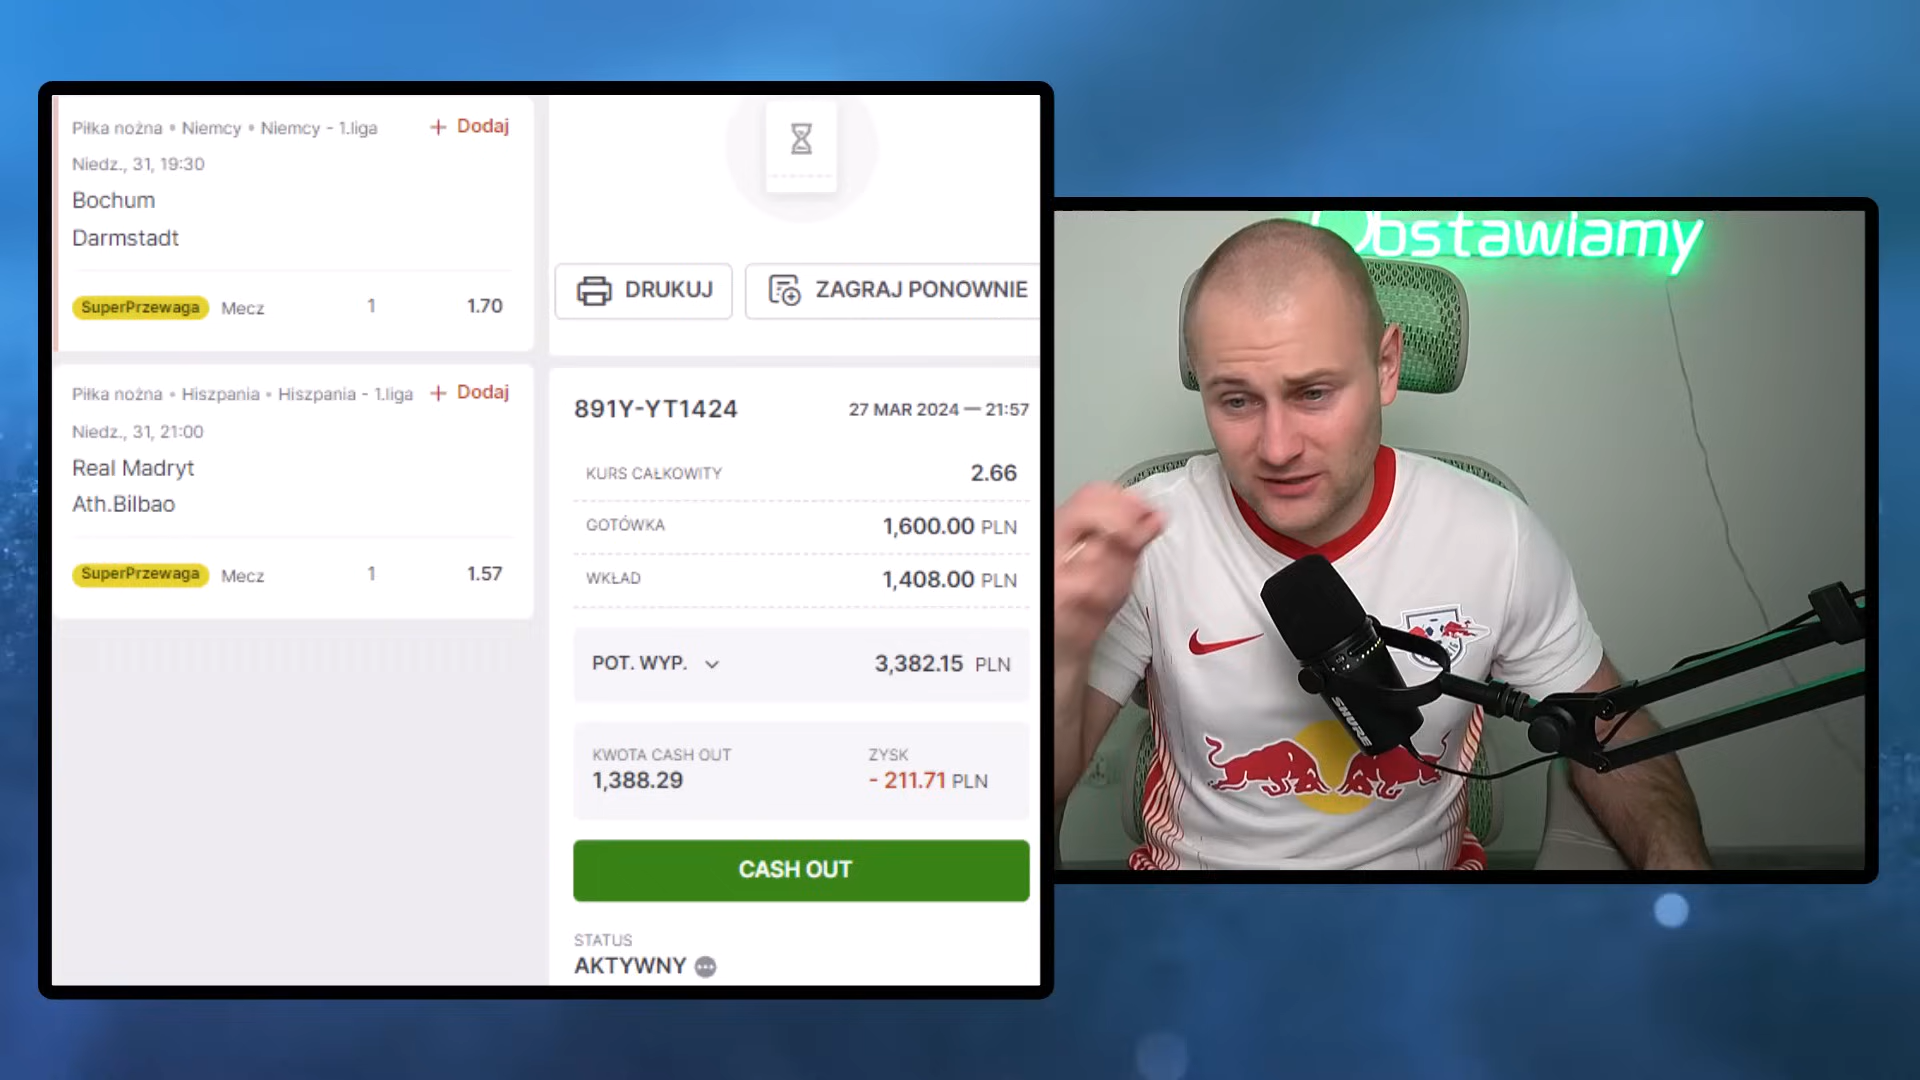 Piłka nożna • Niemcy • Niemcy - 1.liga
+ Dodaj
Niedz., 31, 19:30
Bochum
Darmstadt
SuperPrzewaga Mecz 1 1.70
Piłka nożna • Hiszpania • Hiszpania - 1.liga
+ Dodaj
Niedz., 31, 21:00
Real Madryt
Ath.Bilbao
SuperPrzewaga Mecz 1 1.57
DRUKUJ
ZAGRAJ PONOWNIE
891Y-YT1424
27 MAR 2024 — 21:57
KURS CAŁKOWITY 2.66
GOTÓWKA 1,600.00 PLN
WKŁAD 1,408.00 PLN
POT. WYP. 3,382.15 PLN
KWOTA CASH OUT
1,388.29
ZYSK
- 211.71 PLN
CASH OUT
STATUS
AKTYWNY
Obstawiamy
SHURE